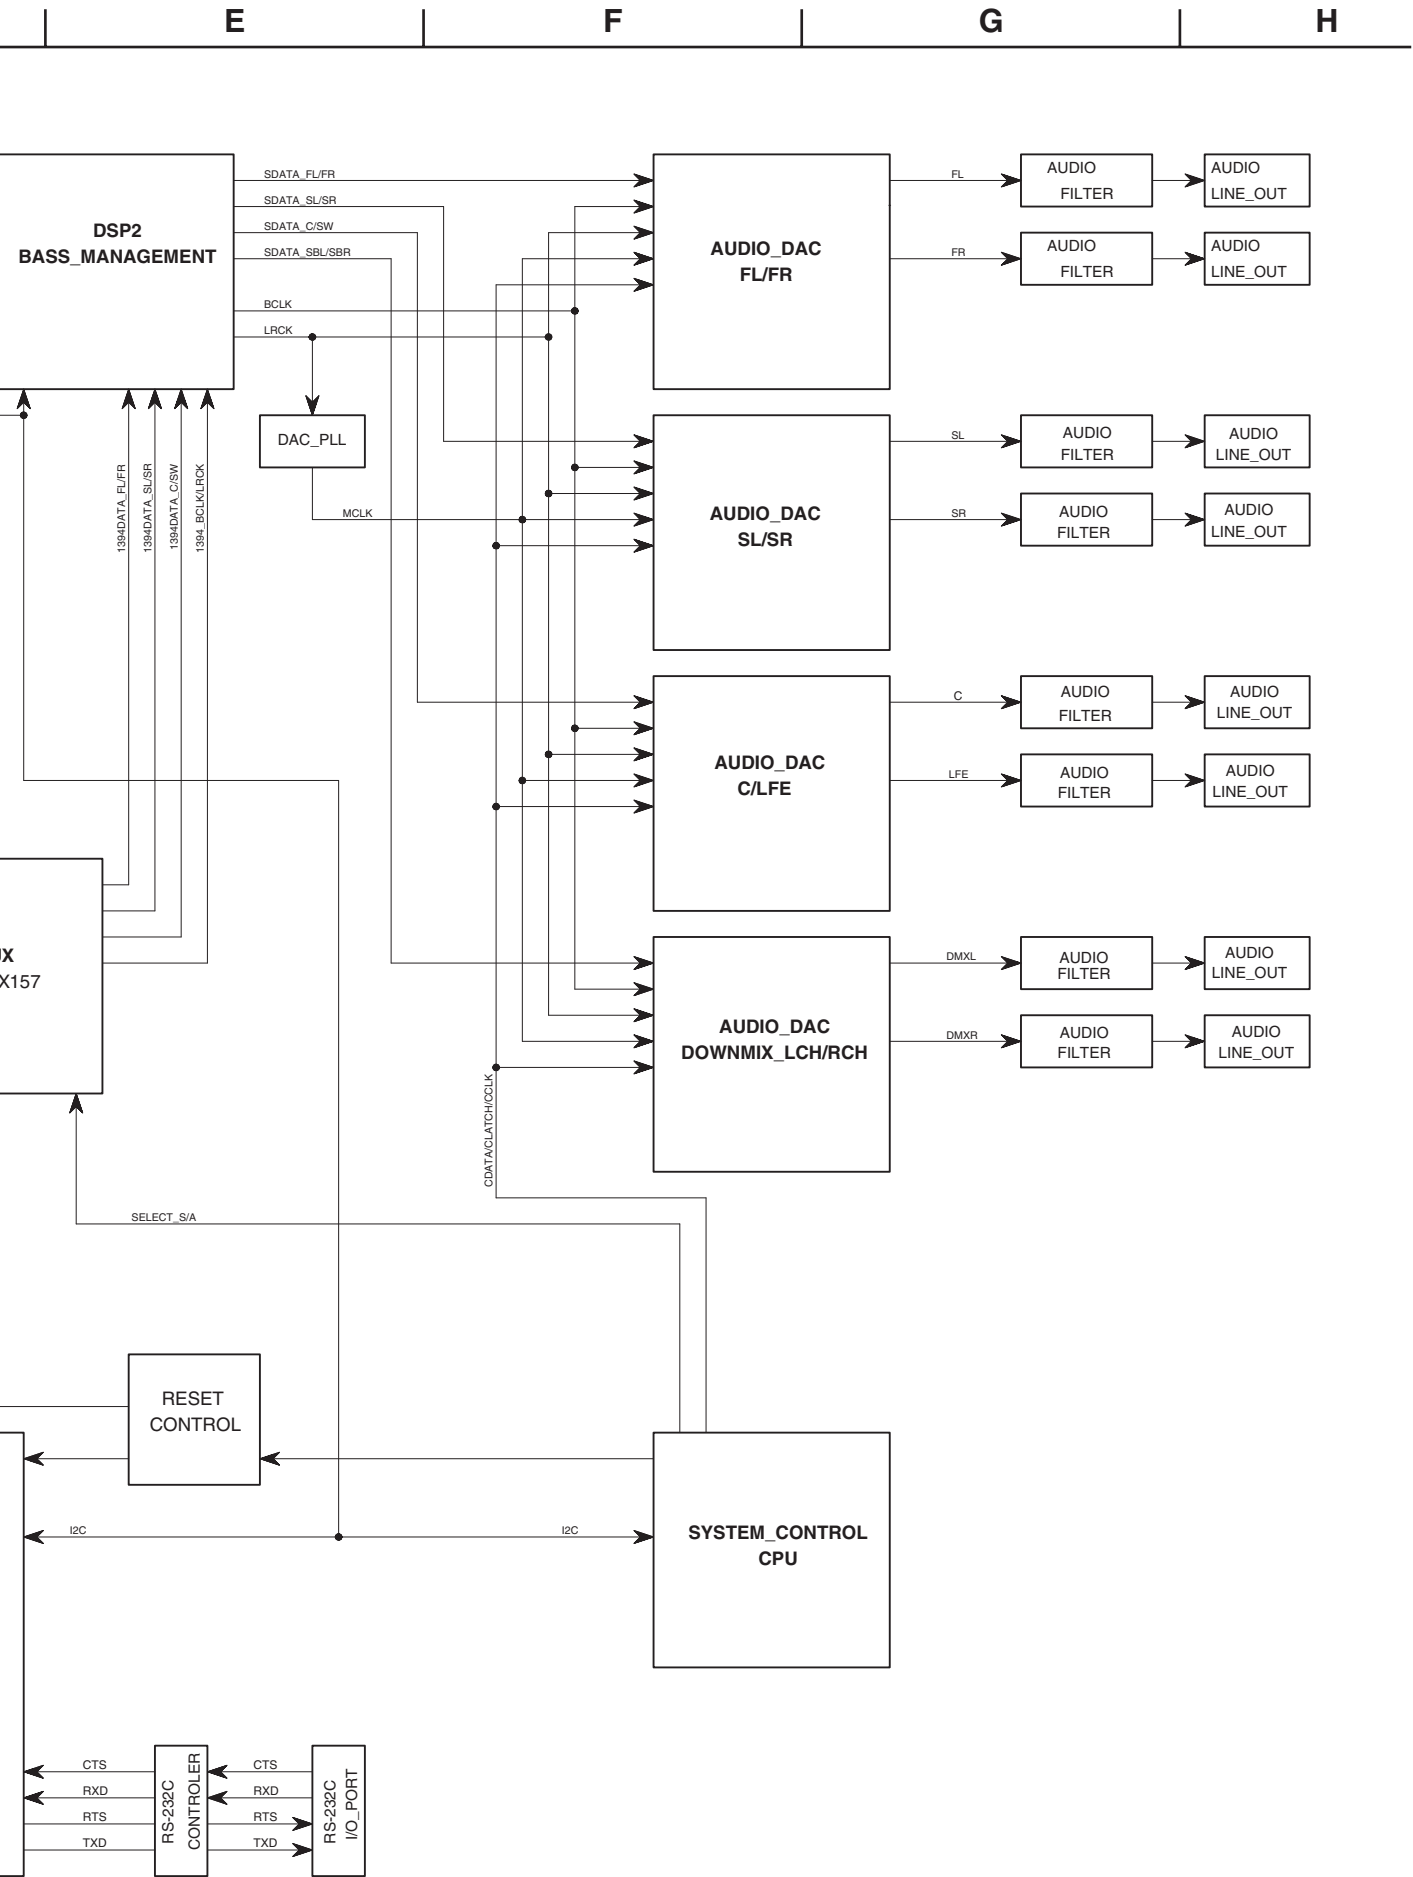 E
F
G
H
DSP2
BASS_MANAGEMENT
SDATA_FL/FR
SDATA_SL/SR
SDATA_C/SW
SDATA_SBL/SBR
BCLK
LRCK
DAC_PLL
MCLK
1394DATA_FL/FR
1394DATA_SL/SR
1394DATA_C/SW
1394_BCLK/LRCK
AUDIO_DAC
FL/FR
FL
AUDIO
FILTER
AUDIO
LINE_OUT
FR
AUDIO
FILTER
AUDIO
LINE_OUT
AUDIO_DAC
SL/SR
SL
AUDIO
FILTER
AUDIO
LINE_OUT
SR
AUDIO
FILTER
AUDIO
LINE_OUT
AUDIO_DAC
C/LFE
C
AUDIO
FILTER
AUDIO
LINE_OUT
LFE
AUDIO
FILTER
AUDIO
LINE_OUT
UX
X157
AUDIO_DAC
DOWNMIX_LCH/RCH
DMXL
AUDIO
FILTER
AUDIO
LINE_OUT
DMXR
AUDIO
FILTER
AUDIO
LINE_OUT
CDATA/CLATCH/CCLK
SELECT_S/A
RESET
CONTROL
I2C
I2C
SYSTEM_CONTROL
CPU
CTS
RXD
RTS
TXD
RS-232C
CONTROLER
CTS
RXD
RTS
TXD
RS-232C
I/O_PORT